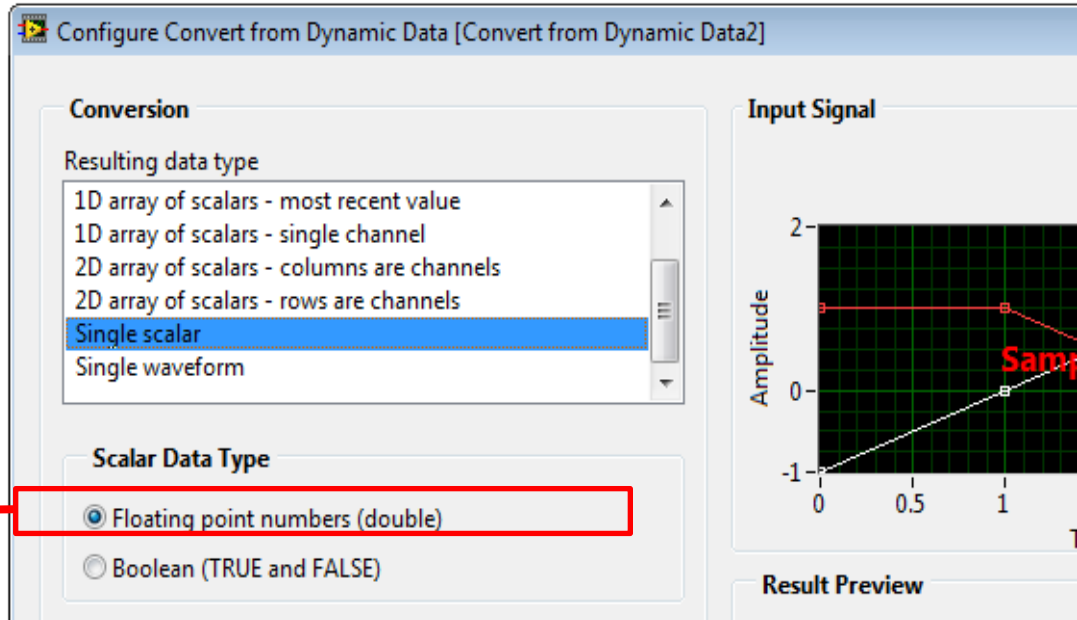 Configure Convert from Dynamic Data [Convert from Dynamic Data2]
Conversion
Resulting data type
1D array of scalars - most recent value
1D array of scalars - single channel
2D array of scalars - columns are channels
2D array of scalars - rows are channels
Single scalar
Single waveform
Scalar Data Type
Floating point numbers (double)
Boolean (TRUE and FALSE)
Input Signal
Amplitude
2
0
-1
0 0.5 1
Samp
T
Result Preview